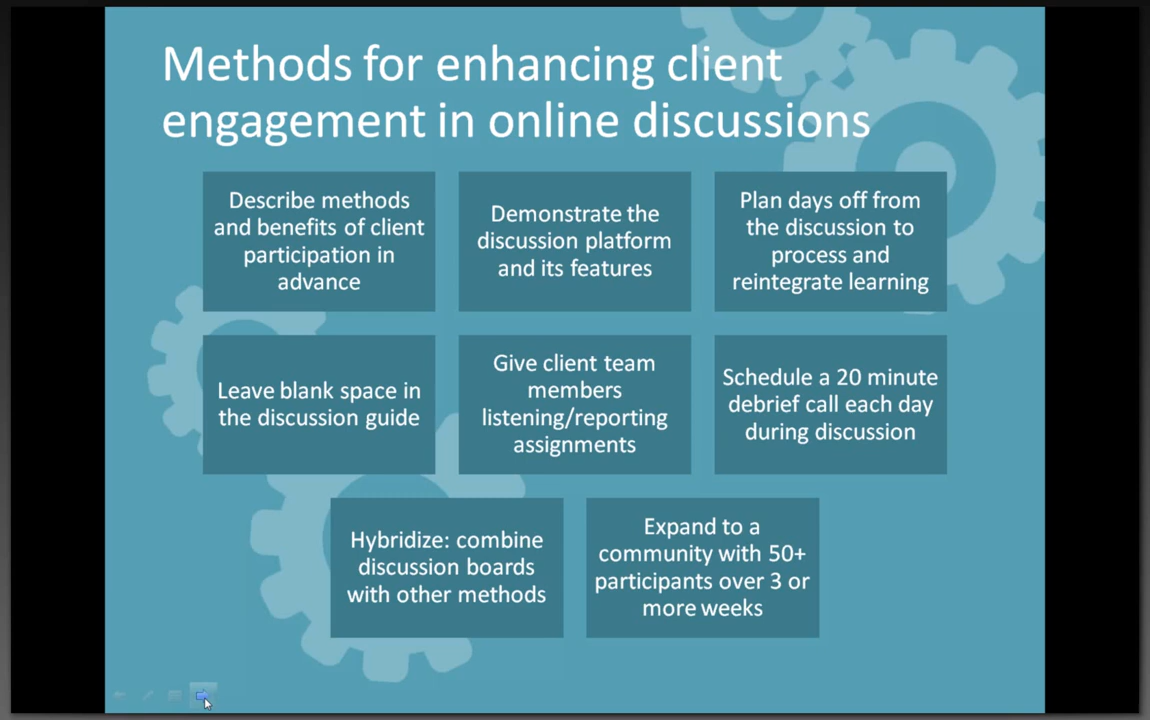 Methods for enhancing client
engagement in online discussions
Describe methods
and benefits of client
participation in
advance
Demonstrate the
discussion platform
and its features
Plan days off from
the discussion to
process and
reintegrate learning
Leave blank space in
the discussion guide
Give client team
members
listening/reporting
assignments
Schedule a 20 minute
debrief call each day
during discussion
Hybridize: combine
discussion boards
with other methods
Expand to a
community with 50+
participants over 3 or
more weeks